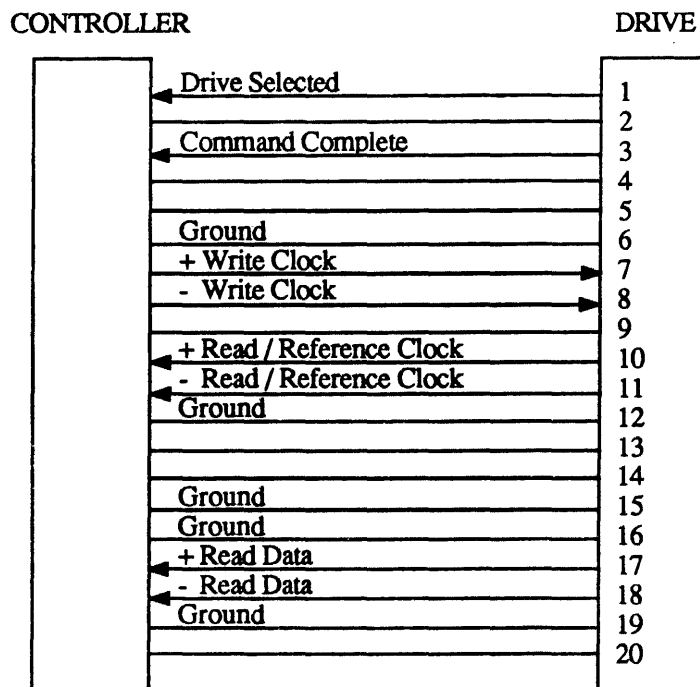 CONTROLLER DRIVE
Drive Selected 1
2
Command Complete 3
4
5
Ground 6
+ Write Clock 7
- Write Clock 8
9
+ Read / Reference Clock 10
- Read / Reference Clock 11
Ground 12
13
14
Ground 15
Ground 16
+ Read Data 17
- Read Data 18
Ground 19
20